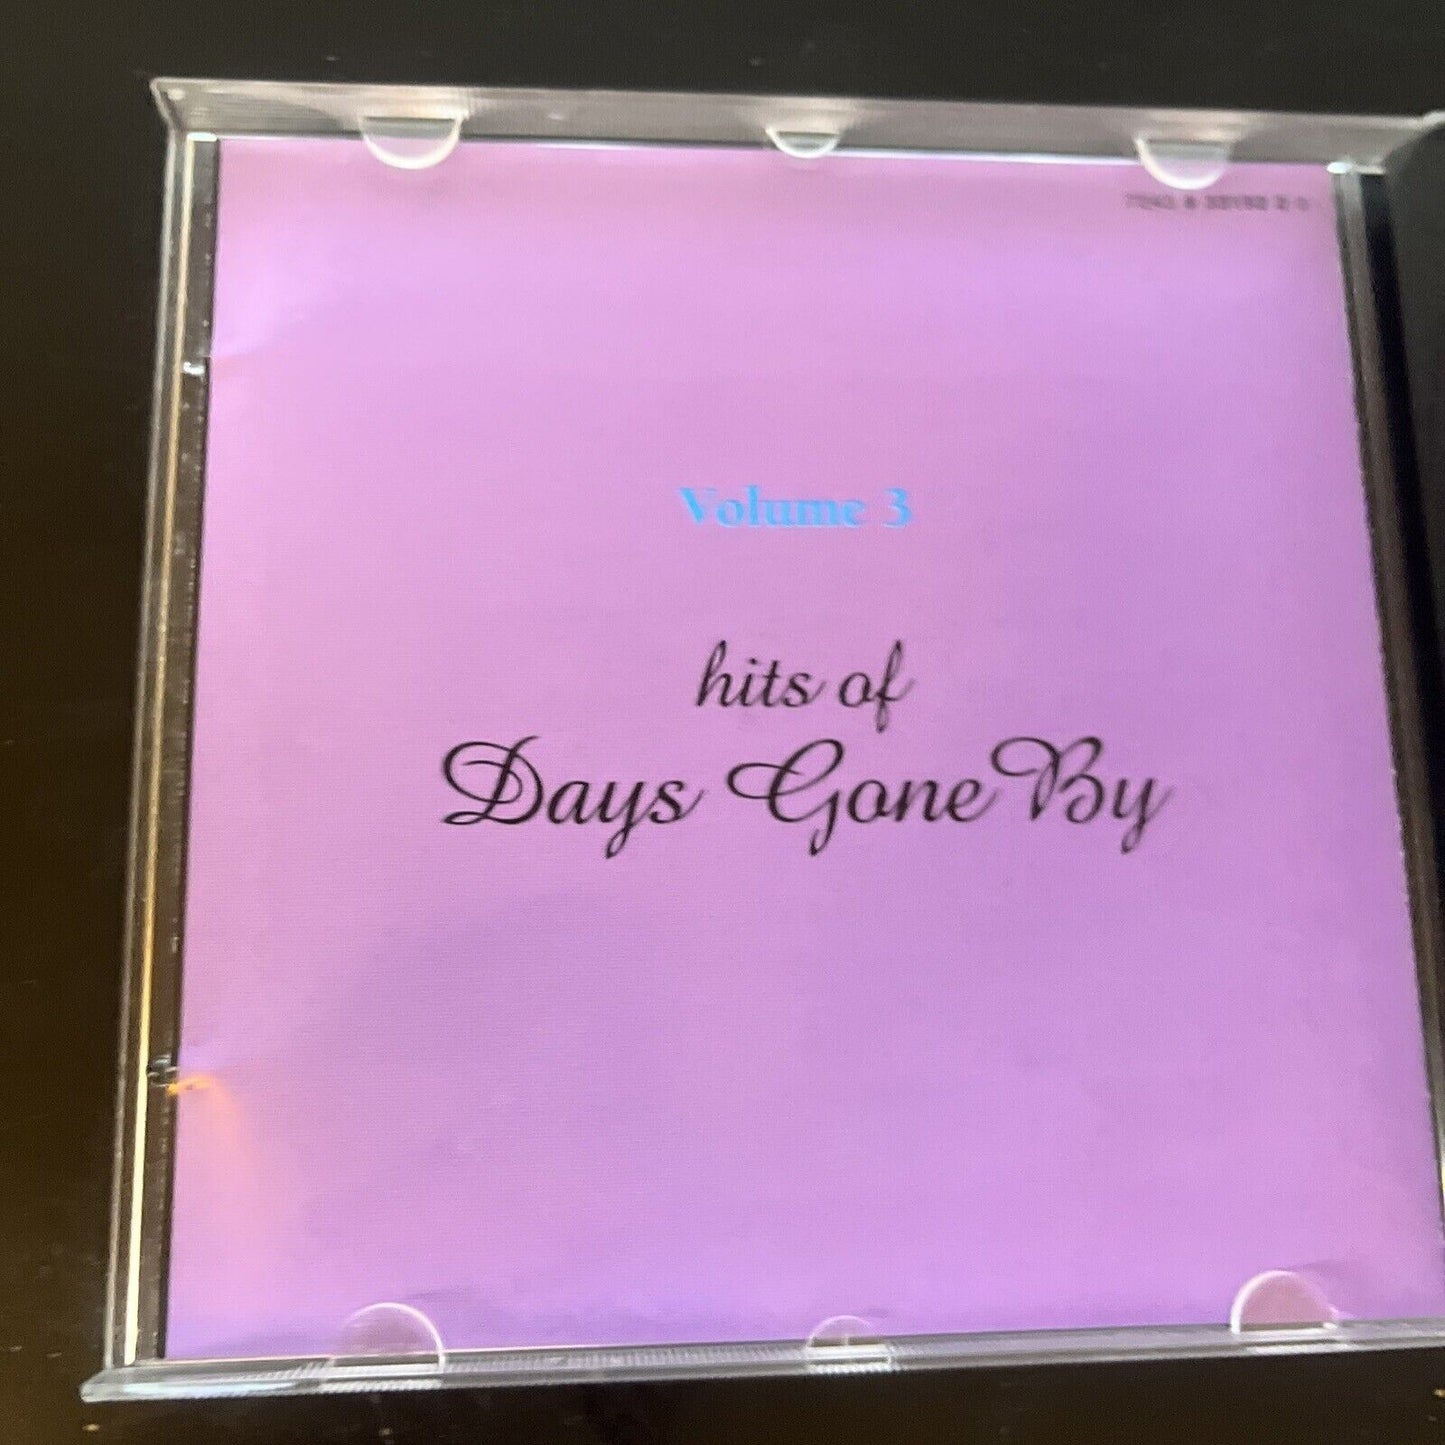 Volume 3
hits of
Days Gone By